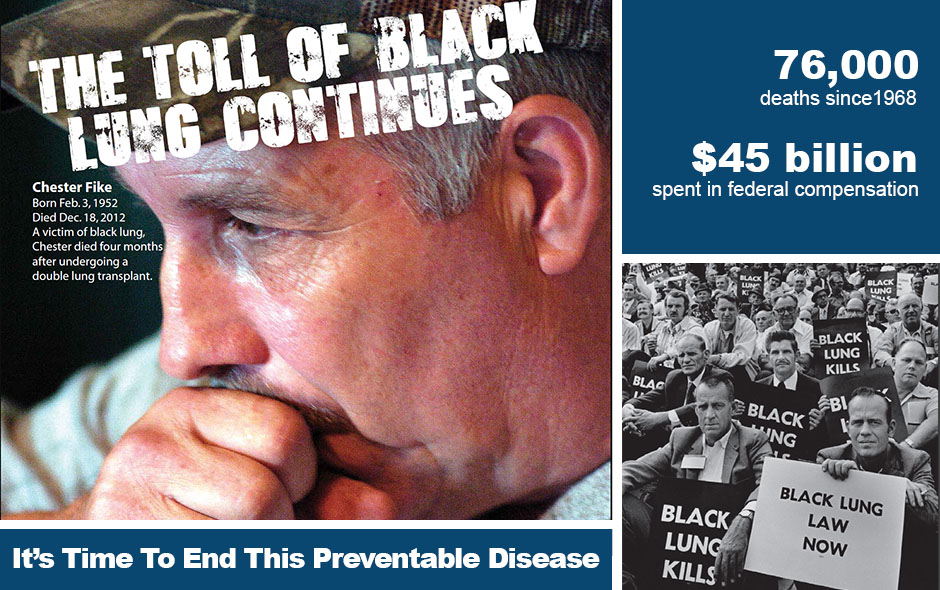 THE TOLL OF BLACK
LUNG CONTINUES
Chester Fike
Born Feb. 3, 1952
Died Dec. 18, 2012
A victim of black lung,
Chester died four months
after undergoing a
double lung transplant.
It's Time To End This Preventable Disease
76,000
deaths since1968
$45 billion
spent in federal compensation
LUNG
KILLS
BLACK
LUNG
BLACK
LUNG
KILLS
BLACK
LUNG
KILLS
BLACK
LUNG
BLACK
LUNG
KILLS
BLACK LUNG
LAW
NOW